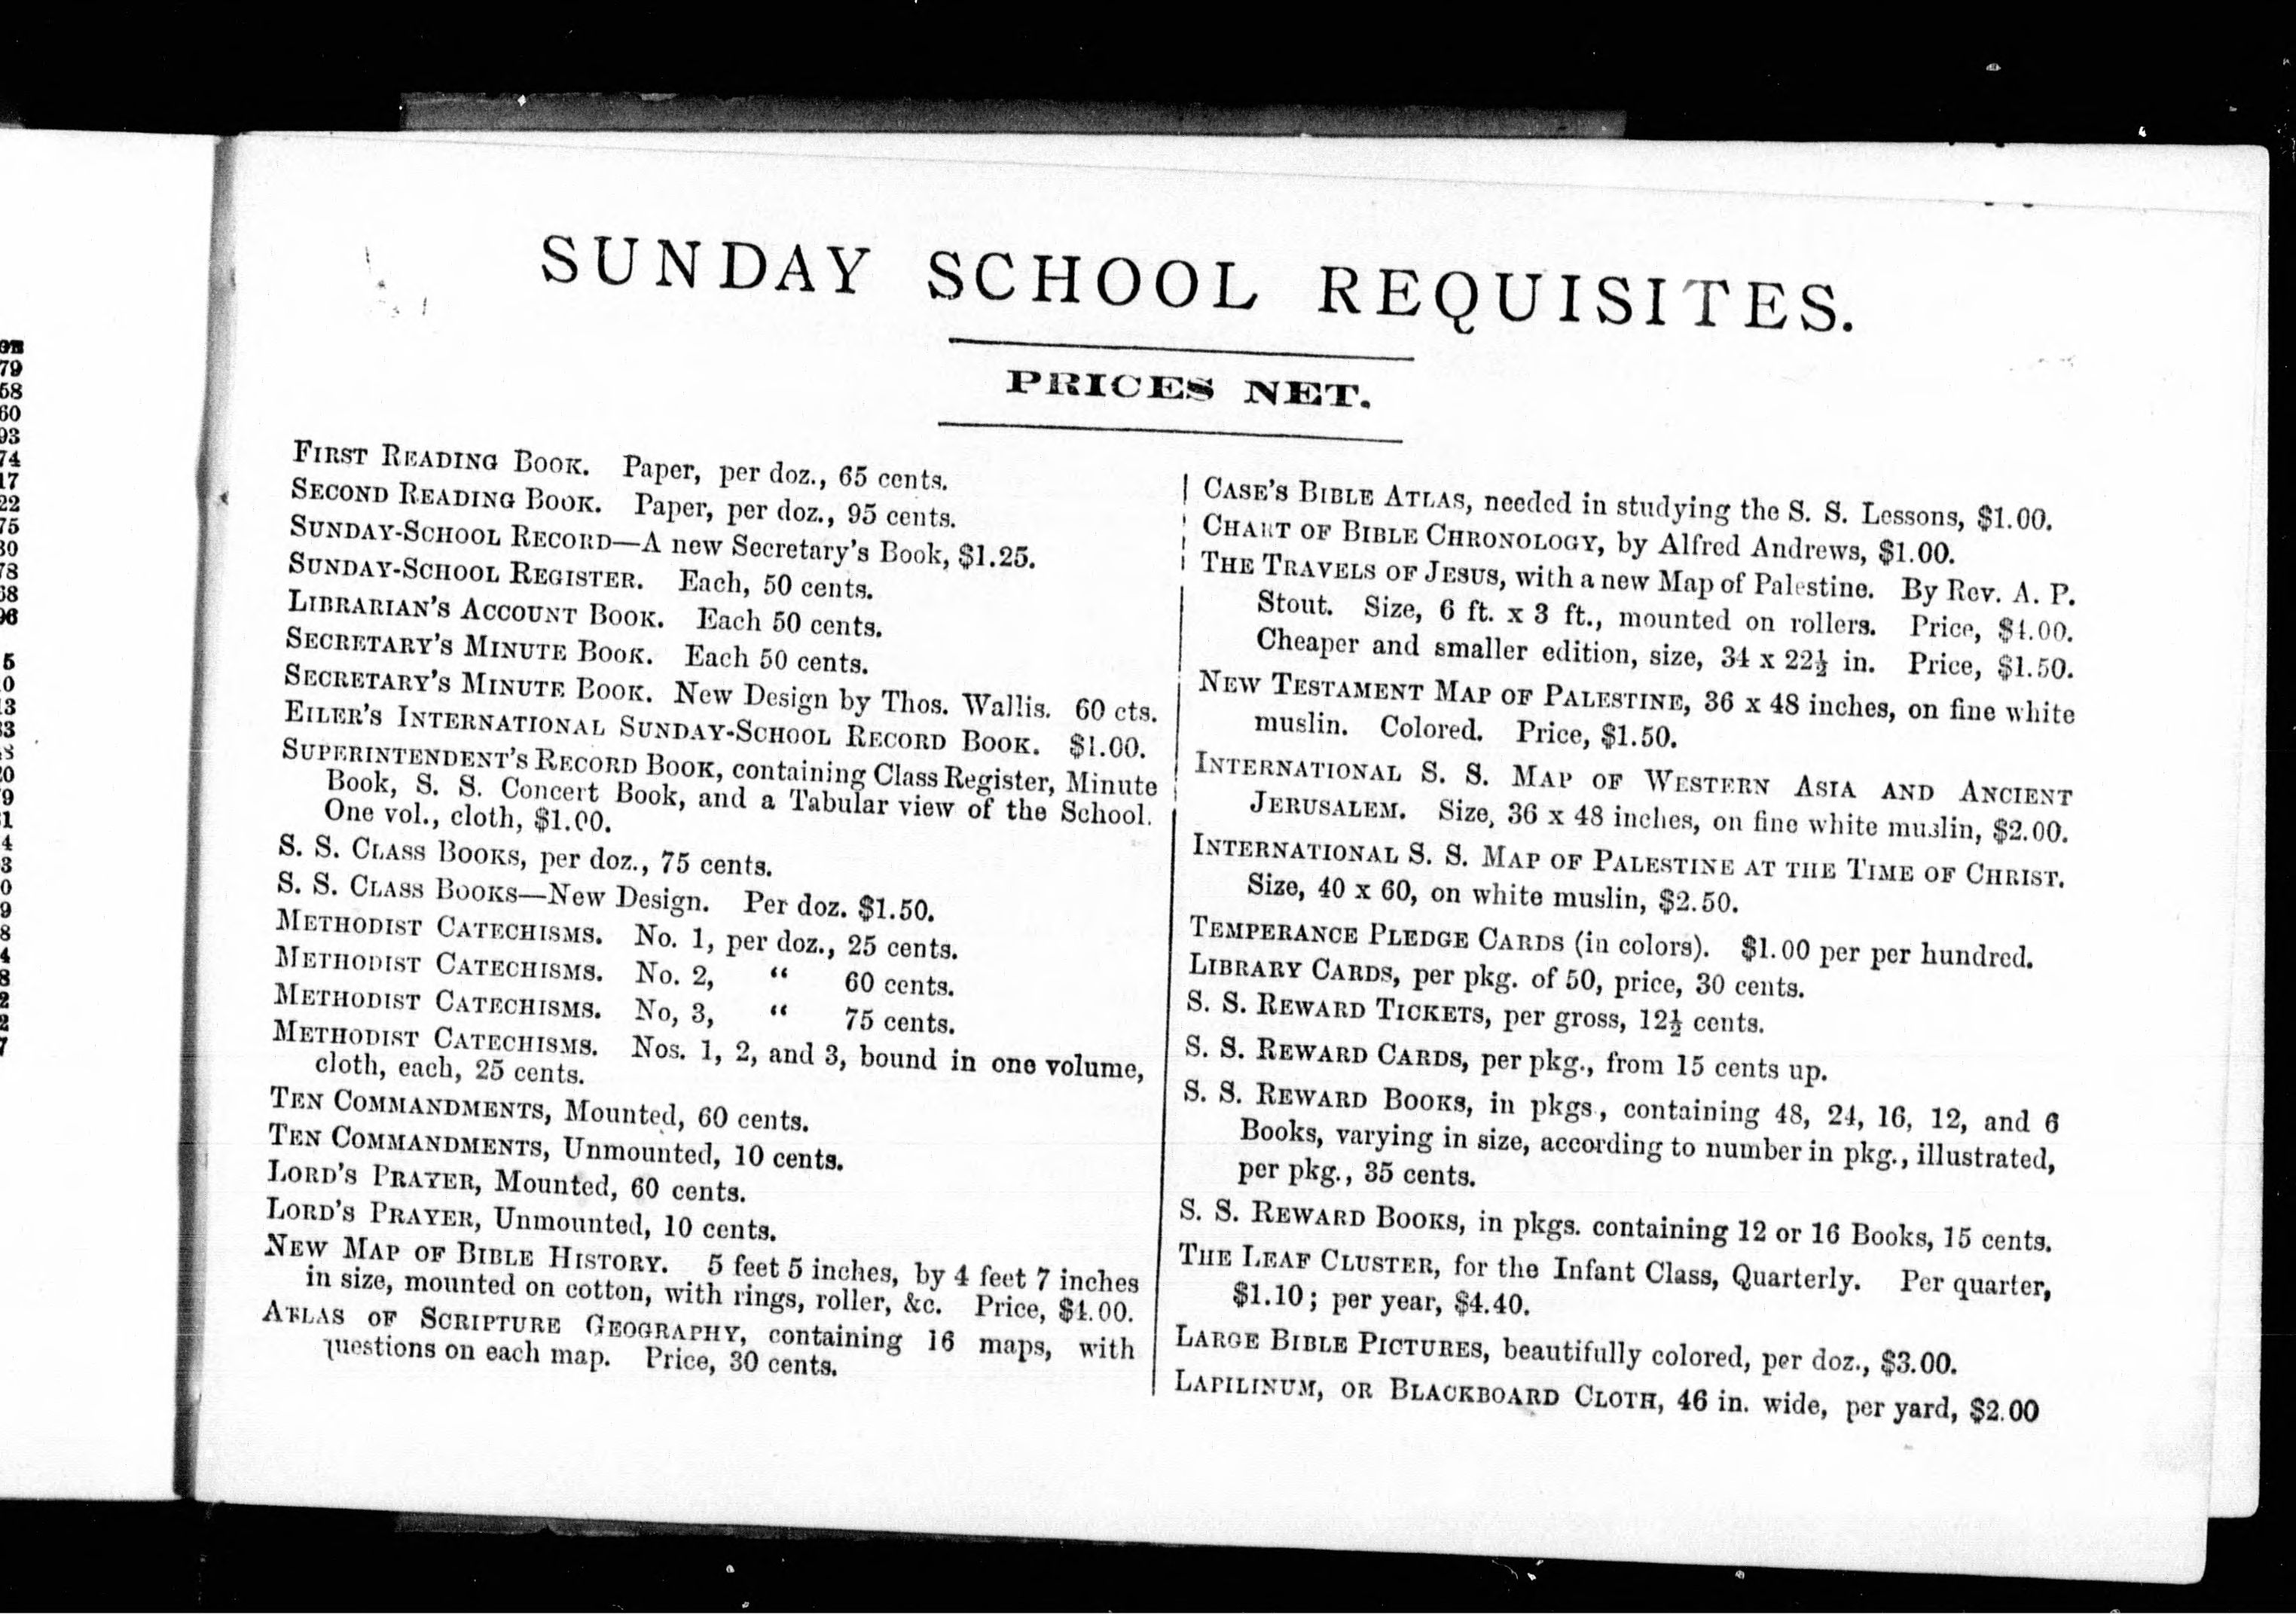 SUNDAY SCHOOL REQUISITES.
PRICES NET.
FIRST READING BOOK. Paper, per doz., 65 cents.
SECOND READING BOOK. Paper, per doz., 95 cents.
SUNDAY-SCHOOL RECORD—A new Secretary's Book, $1.25.
SUNDAY-SCHOOL REGISTER. Each, 50 cents.
LIBRARIAN'S ACCOUNT BOOK. Each 50 cents.
SECRETARY'S MINUTE BOOK. Each 50 cents.
SECRETARY'S MINUTE BOOK. New Design by Thos. Wallis. 60 cts.
EILER'S INTERNATIONAL SUNDAY-SCHOOL RECORD BOOK. $1.00.
SUPERINTENDENT'S RECORD BOOK, containing Class Register, Minute
Book, S. S. Concert Book, and a Tabular view of the School.
One vol., cloth, $1.00.
S. S. CLASS BOOKS, per doz., 75 cents.
S. S. CLASS BOOKS—New Design. Per doz. $1.50.
METHODIST CATECHISMS. No. 1, per doz., 25 cents.
METHODIST CATECHISMS. No. 2, “ 60 cents.
METHODIST CATECHISMS. No, 3, “ 75 cents.
METHODIST CATECHISMS. Nos. 1, 2, and 3, bound in one volume,
cloth, each, 25 cents.
TEN COMMANDMENTS, Mounted, 60 cents.
TEN COMMANDMENTS, Unmounted, 10 cents.
LORD'S PRAYER, Mounted, 60 cents.
LORD'S PRAYER, Unmounted, 10 cents.
NEW MAP OF BIBLE HISTORY. 5 feet 5 inches, by 4 feet 7 inches
in size, mounted on cotton, with rings, roller, &c. Price, $4.00.
ATLAS OF SCRIPTURE GEOGRAPHY, containing 16 maps, with
questions on each map. Price, 30 cents.
CASE'S BIBLE ATLAS, needed in studying the S. S. Lessons, $1.00.
CHART OF BIBLE CHRONOLOGY, by Alfred Andrews, $1.00.
THE TRAVELS OF JESUS, with a new Map of Palestine. By Rev. A. P.
Stout. Size, 6 ft. x 3 ft., mounted on rollers. Price, $4.00.
Cheaper and smaller edition, size, 34 x 22½ in. Price, $1.50.
NEW TESTAMENT MAP OF PALESTINE, 36 x 48 inches, on fine white
muslin. Colored. Price, $1.50.
INTERNATIONAL S. S. MAP OF WESTERN ASIA AND ANCIENT
JERUSALEM. Size, 36 x 48 inches, on fine white muslin, $2.00.
INTERNATIONAL S. S. MAP OF PALESTINE AT THE TIME OF CHRIST.
Size, 40 x 60, on white muslin, $2.50.
TEMPERANCE PLEDGE CARDS (in colors). $1.00 per per hundred.
LIBRARY CARDS, per pkg. of 50, price, 30 cents.
S. S. REWARD TICKETS, per gross, 12½ cents.
S. S. REWARD CARDS, per pkg., from 15 cents up.
S. S. REWARD BOOKS, in pkgs., containing 48, 24, 16, 12, and 6
Books, varying in size, according to number in pkg., illustrated,
per pkg., 35 cents.
S. S. REWARD BOOKS, in pkgs. containing 12 or 16 Books, 15 cents.
THE LEAF CLUSTER, for the Infant Class, Quarterly. Per quarter,
$1.10; per year, $4.40.
LARGE BIBLE PICTURES, beautifully colored, per doz., $3.00.
LAPILINUM, OR BLACKBOARD CLOTH, 46 in. wide, per yard, $2.00